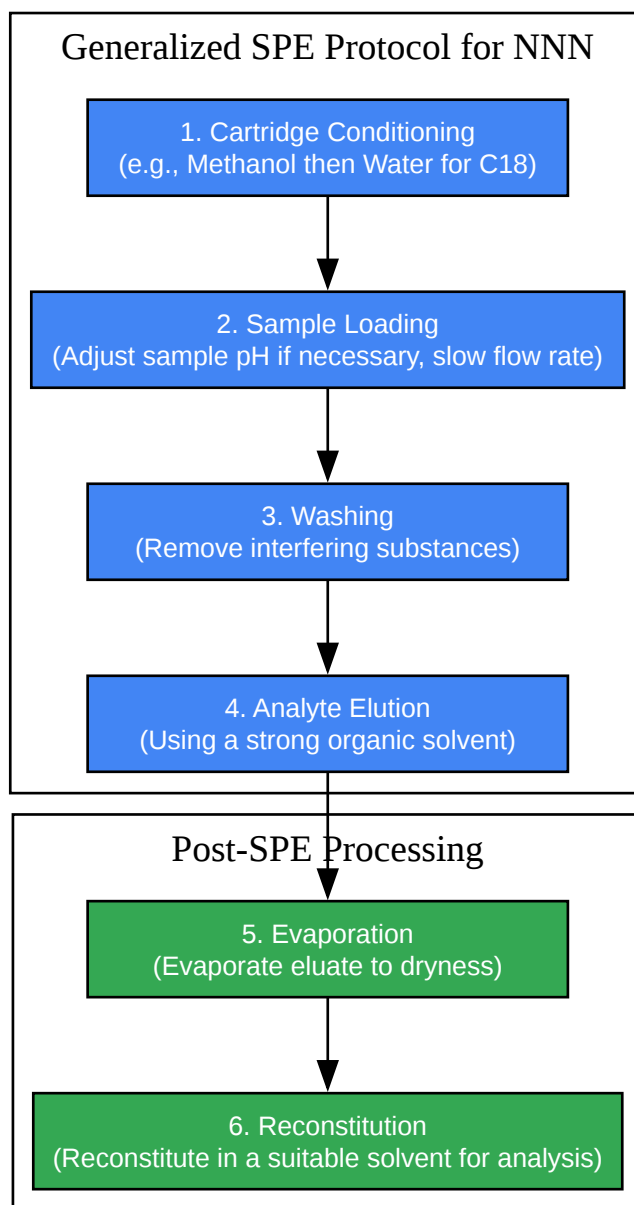 Generalized SPE Protocol for NNN
1. Cartridge Conditioning
(e.g., Methanol then Water for C18)
2. Sample Loading
(Adjust sample pH if necessary, slow flow rate)
3. Washing
(Remove interfering substances)
4. Analyte Elution
(Using a strong organic solvent)
Post-SPE Processing
5. Evaporation
(Evaporate eluate to dryness)
6. Reconstitution
(Reconstitute in a suitable solvent for analysis)